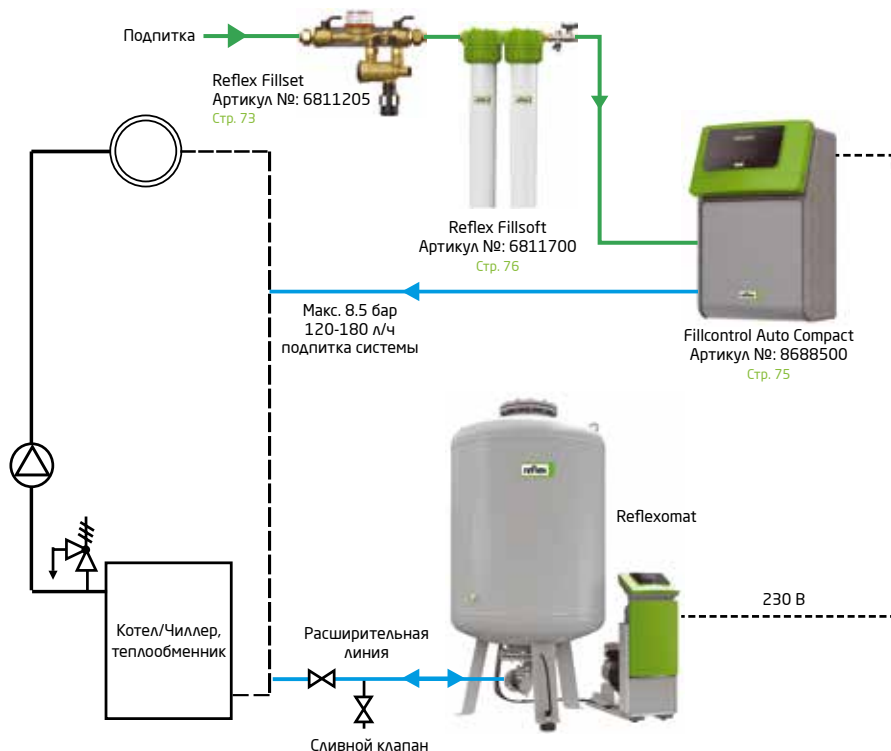 Подпитка
Reflex Fillset
Артикул №: 6811205
Стр. 73
Reflex Fillsoft
Артикул №: 6811700
Стр. 76
Макс. 8.5 бар
120-180 л/ч
подпитка системы
Fillcontrol Auto Compact
Артикул №: 8688500
Стр. 75
reflex
Reflexomat
230 В
Котел/Чиллер,
теплообменник
Расширительная
линия
Сливной клапан